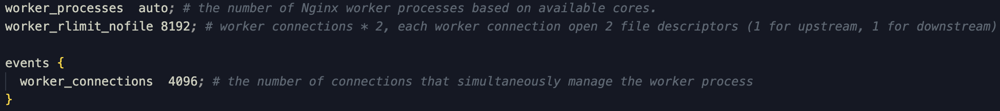 worker_processes  auto; # the number of Nginx worker processes based on available cores.
worker_rlimit_nofile 8192; # worker connections * 2, each worker connection open 2 file descriptors (1 for upstream, 1 for downstream)
events {
  worker_connections  4096; # the number of connections that simultaneously manage the worker process
}